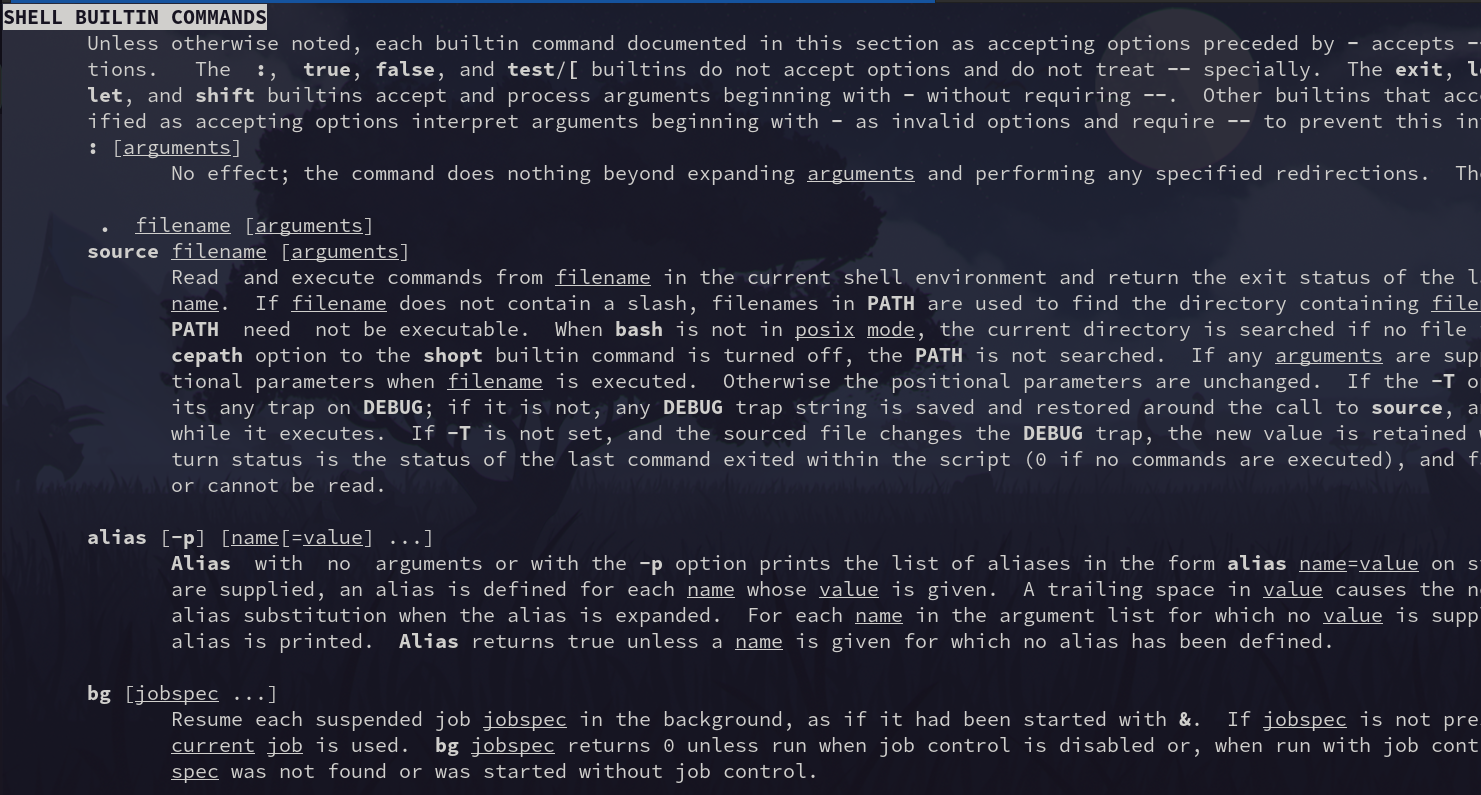 SHELL BUILTIN COMMANDS
Unless otherwise noted, each builtin command documented in this section as accepting options preceded by - accepts
tions. The :, true, false, and test/[ builtins do not accept options and do not treat -- specially. The exit,
let, and shift builtins accept and process arguments beginning with - without requiring --. Other builtins that
ified as accepting options interpret arguments beginning with - as invalid options and require -- to prevent this
: [arguments]
No effect; the command does nothing beyond expanding arguments and performing any specified redirections.
. filename [arguments]
source filename [arguments]
Read and execute commands from filename in the current shell environment and return the exit status of the
name. If filename does not contain a slash, filenames in PATH are used to find the directory containing
PATH need not be executable. When bash is not in posix mode, the current directory is searched if no file
cepath option to the shopt builtin command is turned off, the PATH is not searched. If any arguments are
tional parameters when filename is executed. Otherwise the positional parameters are unchanged. If the -T
its any trap on DEBUG; if it is not, any DEBUG trap string is saved and restored around the call to source,
while it executes. If -T is not set, and the sourced file changes the DEBUG trap, the new value is retained
turn status is the status of the last command exited within the script (0 if no commands are executed), and
or cannot be read.
alias [-p] [name[=value] ...]
Alias with no arguments or with the -p option prints the list of aliases in the form alias name=value on
are supplied, an alias is defined for each name whose value is given. A trailing space in value causes the
alias substitution when the alias is expanded. For each name in the argument list for which no value is
alias is printed. Alias returns true unless a name is given for which no alias has been defined.
bg [jobspec ...]
Resume each suspended job jobspec in the background, as if it had been started with &. If jobspec is not
current job is used. bg jobspec returns 0 unless run when job control is disabled or, when run with job
spec was not found or was started without job control.